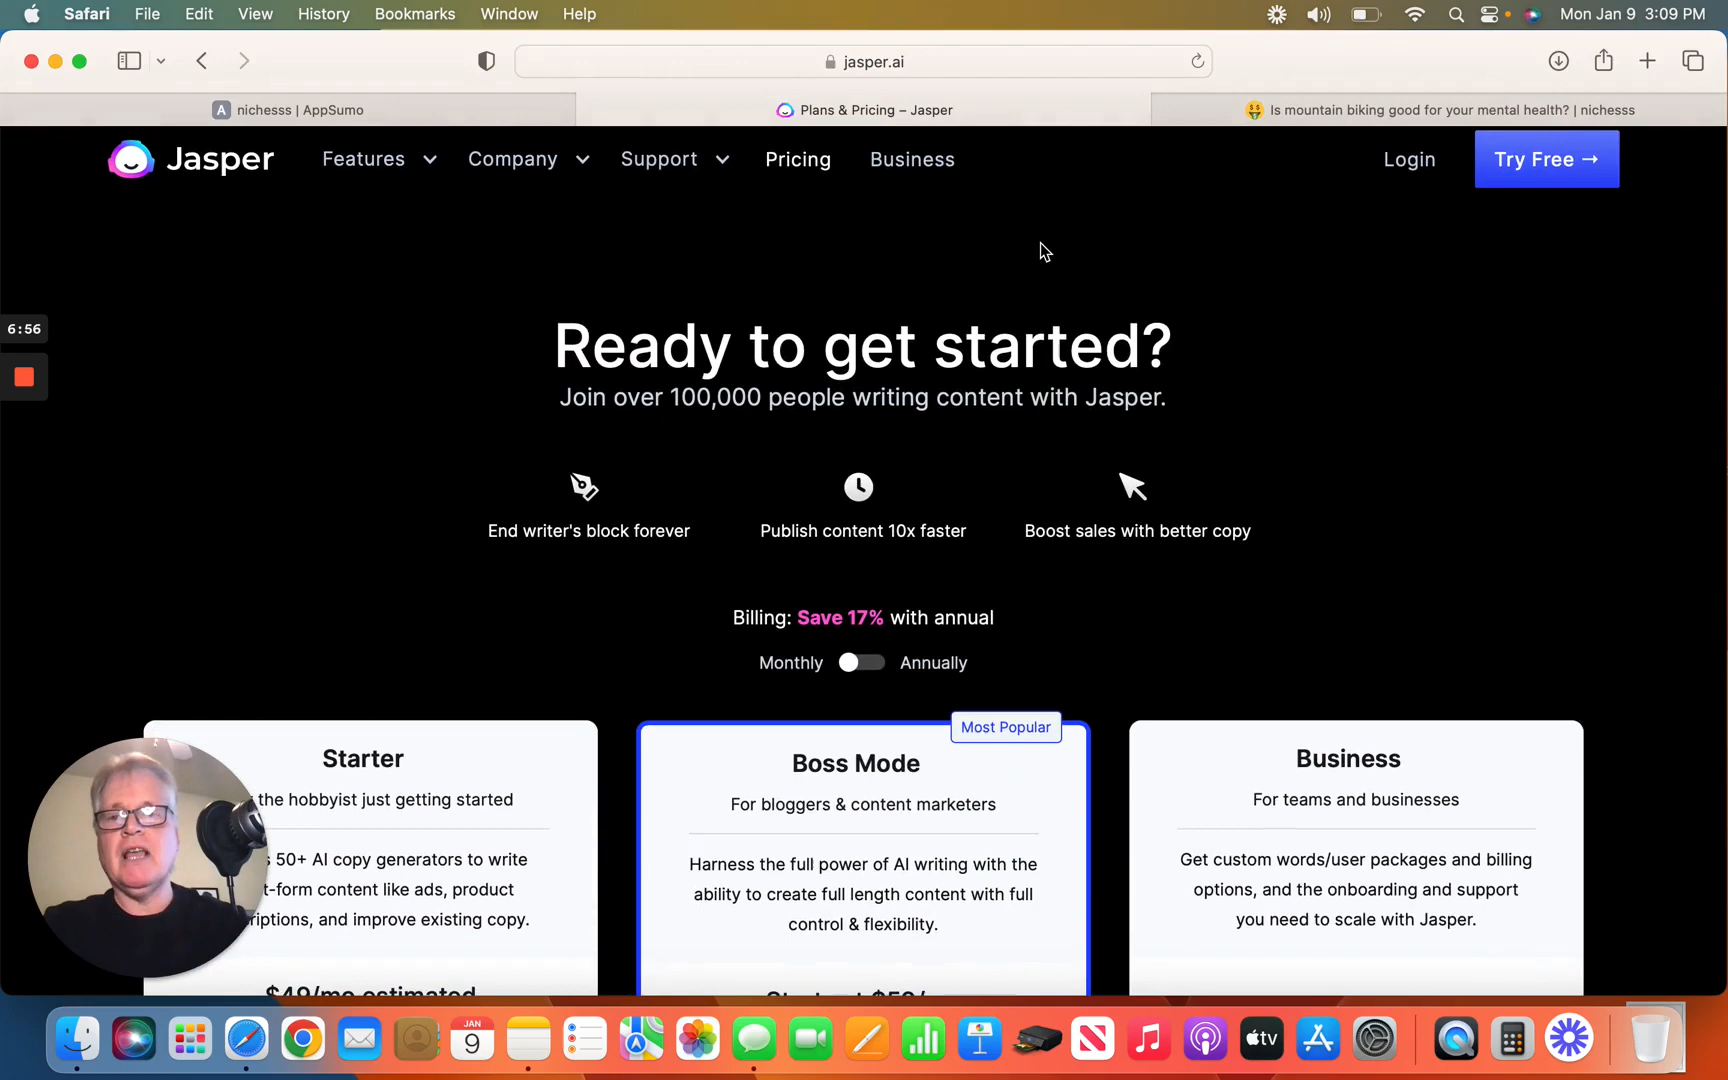 Safari File Edit View History Bookmarks Window Help Mon Jan 9 3:09 PM
jasper.ai
A nichesss | AppSumo Plans & Pricing – Jasper Is mountain biking good for your mental health? | nichesss
Jasper Features Company Support Pricing Business Login Try Free →
6:56
Ready to get started?
Join over 100,000 people writing content with Jasper.
End writer's block forever Publish content 10x faster Boost sales with better copy
Billing: Save 17% with annual
Monthly Annually
Most Popular
Starter
the hobbyist just getting started
50+ AI copy generators to write
t-form content like ads, product
riptions, and improve existing copy.
$49/mo estimated
Boss Mode
For bloggers & content marketers
Harness the full power of AI writing with the
ability to create full length content with full
control & flexibility.
Business
For teams and businesses
Get custom words/user packages and billing
options, and the onboarding and support
you need to scale with Jasper.
JAN
9
tv